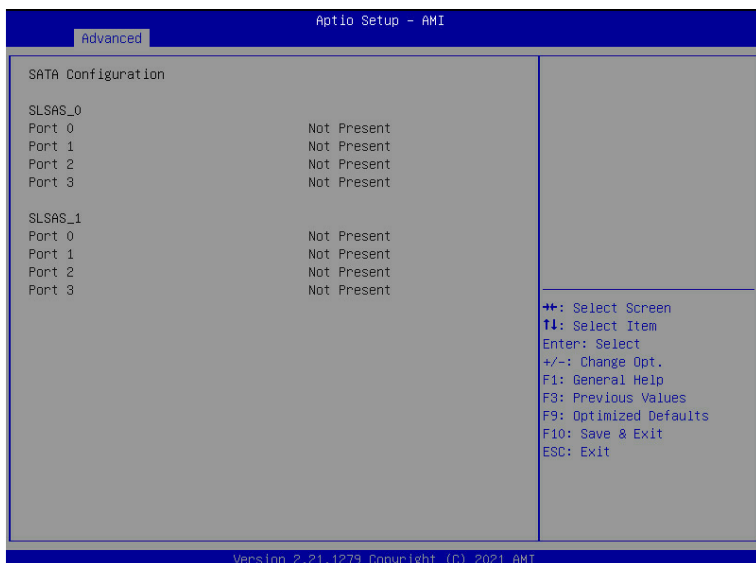 Aptio Setup – AMI
Advanced
SATA Configuration
SLSAS_0
Port 0 Not Present
Port 1 Not Present
Port 2 Not Present
Port 3 Not Present
SLSAS_1
Port 0 Not Present
Port 1 Not Present
Port 2 Not Present
Port 3 Not Present
→←: Select Screen
↑↓: Select Item
Enter: Select
+/-: Change Opt.
F1: General Help
F3: Previous Values
F9: Optimized Defaults
F10: Save & Exit
ESC: Exit
Version 2.21.1279 Copyright (C) 2021 AMI